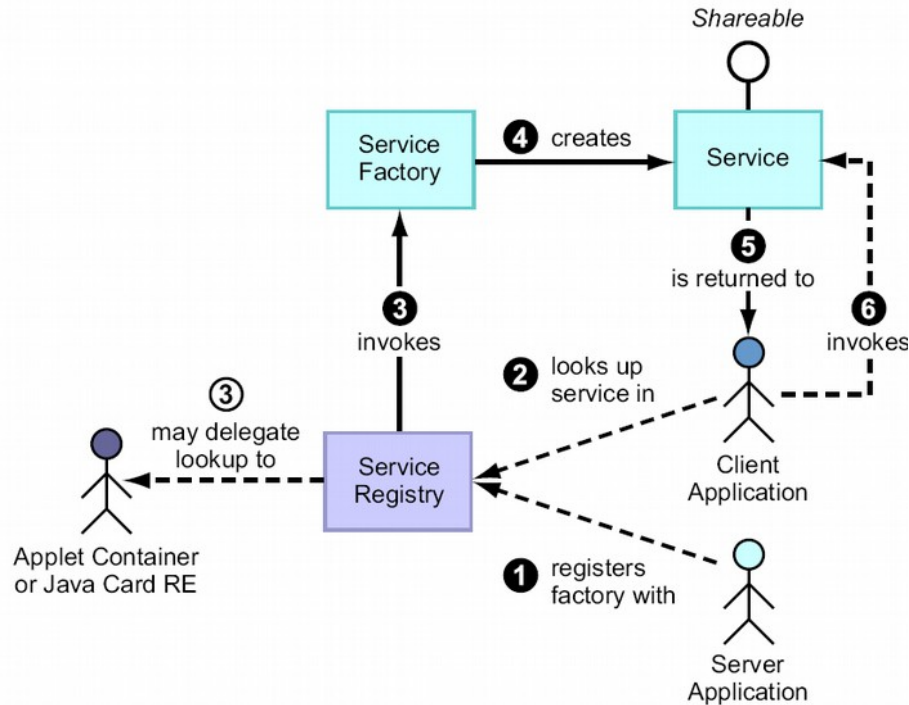 Shareable
Service
Factory
4 creates
Service
5
is returned to
3
invokes
6
invokes
2 looks up
service in
3
may delegate
lookup to
Service
Registry
Client
Application
Applet Container
or Java Card RE
1 registers
factory with
Server
Application